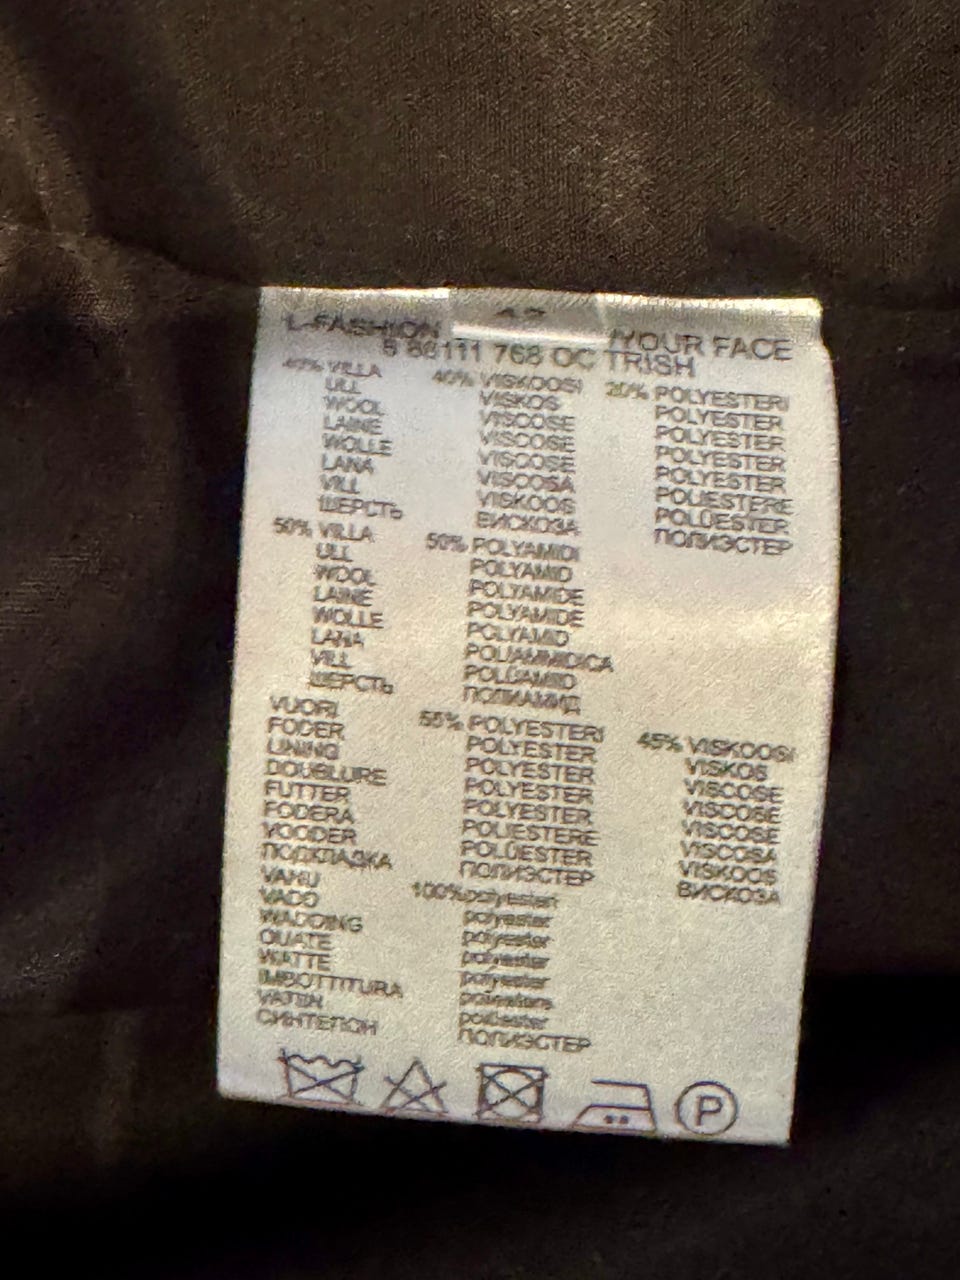 L-FASHION /YOUR FACE
111 768 OC TRISH
40% VILLA 40% VISKOOSI 20% POLYESTERI
ULL VISKOS POLYESTER
WOOL VISCOSE POLYESTER
LAINE VISCOSE POLYESTER
WOLLE VISCOSE POLYESTER
LANA VISCOSA POLIESTERE
VILL VISKOOS POLÜESTER
ШЕРСТЬ ВИСКОЗА ПОЛИЭСТЕР
50% VILLA 50% POLYAMIDI
ULL POLYAMID
WOOL POLYAMIDE
LAINE POLYAMIDE
WOLLE POLYAMID
LANA POLIAMMIDICA
VILL POLÜAMIID
ШЕРСТЬ ПОЛИАМИД
VUORI 55% POLYESTERI 45% VISKOOSI
FODER POLYESTER VISKOS
LINING POLYESTER VISCOSE
DOUBLURE POLYESTER VISCOSE
FUTTER POLYESTER VISCOSE
FODERA POLIESTERE VISCOSA
VOODER POLÜESTER VISKOOS
ПОДКЛАДКА ПОЛИЭСТЕР ВИСКОЗА
VANU 100%polyesteri
VADD polyester
WADDING polyester
OUATE polyester
WATTE polyester
IMBOTTITURA poliestere
VATIIN polüester
СИНТЕПОН ПОЛИЭСТЕР
P